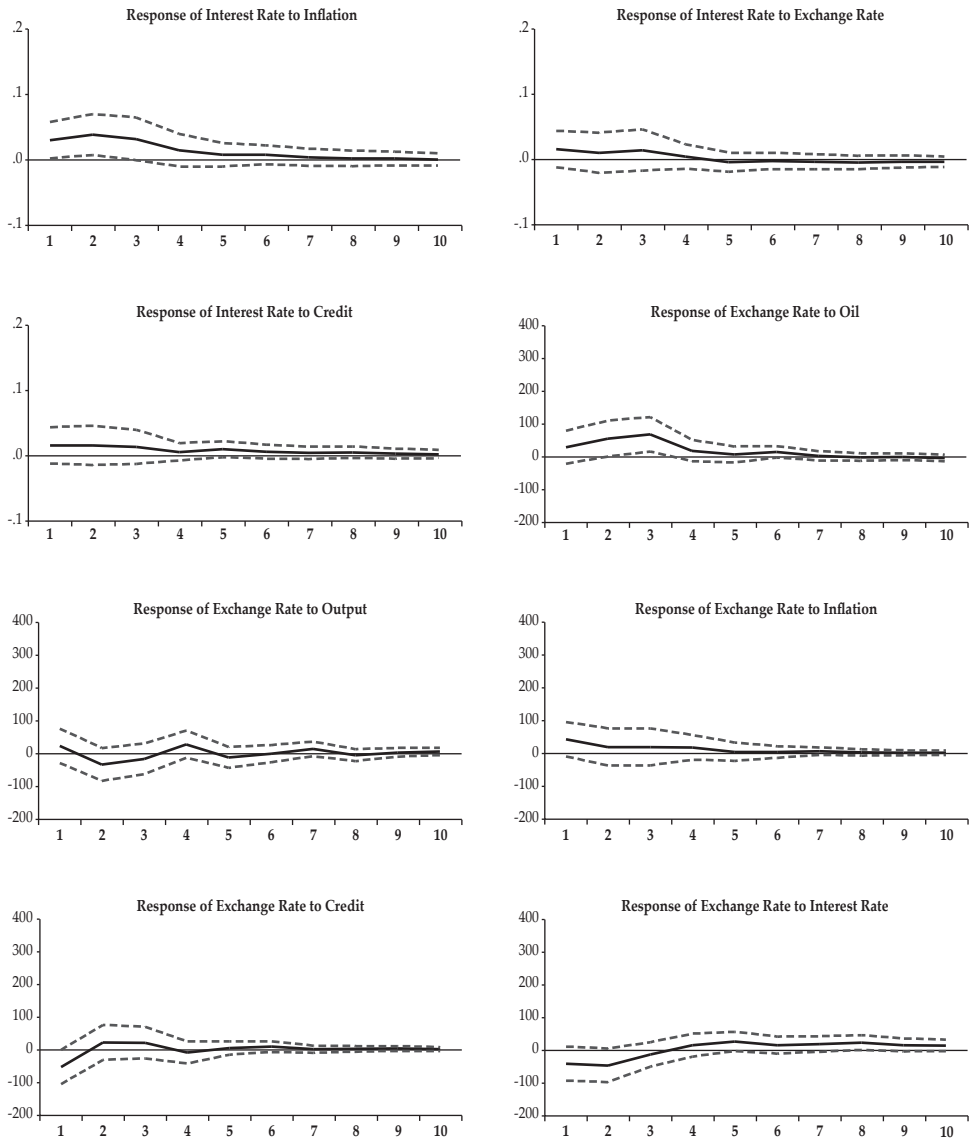 Response of Interest Rate to Inflation
.2
.1
.0
-.1
1 2 3 4 5 6 7 8 9 10
Response of Interest Rate to Exchange Rate
.2
.1
.0
-.1
1 2 3 4 5 6 7 8 9 10
Response of Interest Rate to Credit
.2
.1
.0
-.1
1 2 3 4 5 6 7 8 9 10
Response of Exchange Rate to Oil
400
300
200
100
0
-100
-200
1 2 3 4 5 6 7 8 9 10
Response of Exchange Rate to Output
400
300
200
100
0
-100
-200
1 2 3 4 5 6 7 8 9 10
Response of Exchange Rate to Inflation
400
300
200
100
0
-100
-200
1 2 3 4 5 6 7 8 9 10
Response of Exchange Rate to Credit
400
300
200
100
0
-100
-200
1 2 3 4 5 6 7 8 9 10
Response of Exchange Rate to Interest Rate
400
300
200
100
0
-100
-200
1 2 3 4 5 6 7 8 9 10